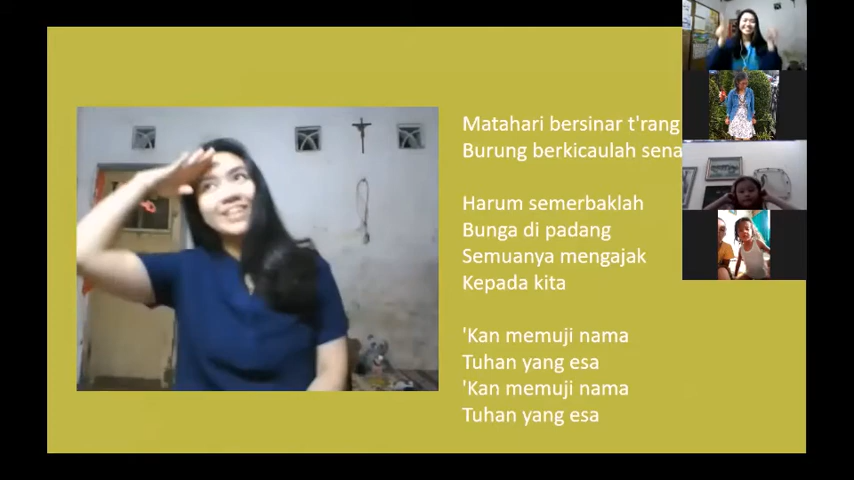 Matahari bersinar t'rang
Burung berkicaulah sena
Harum semerbaklah
Bunga di padang
Semuanya mengajak
Kepada kita
'Kan memuji nama
Tuhan yang esa
'Kan memuji nama
Tuhan yang esa